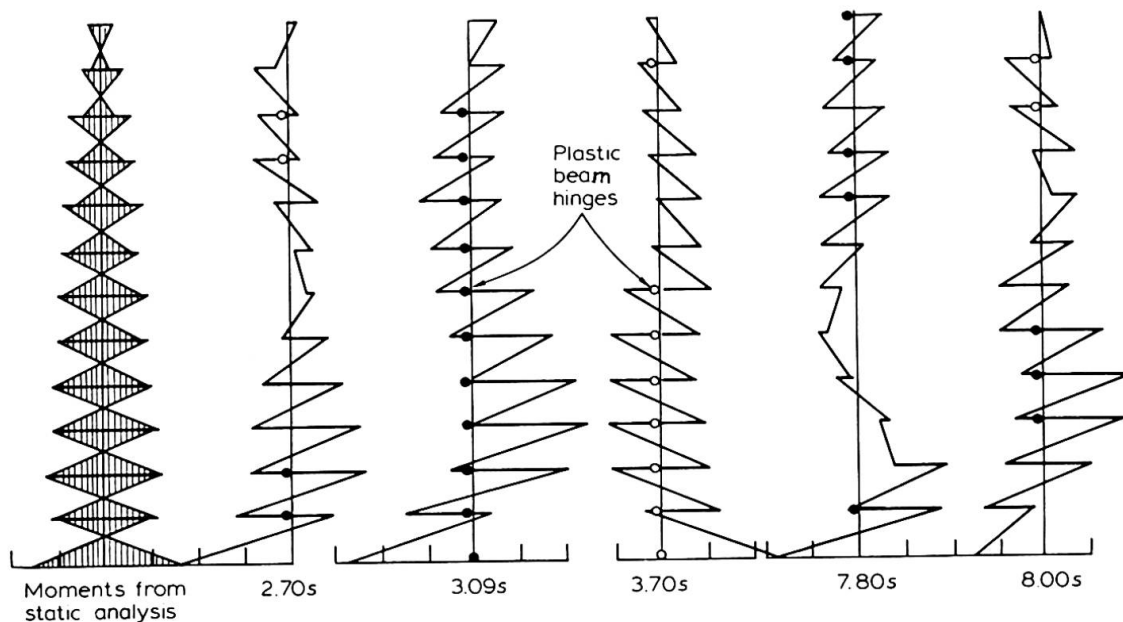 Plastic
beam
hinges
Moments from
static analysis
2.70s
3.09s
3.70s
7.80s
8.00s